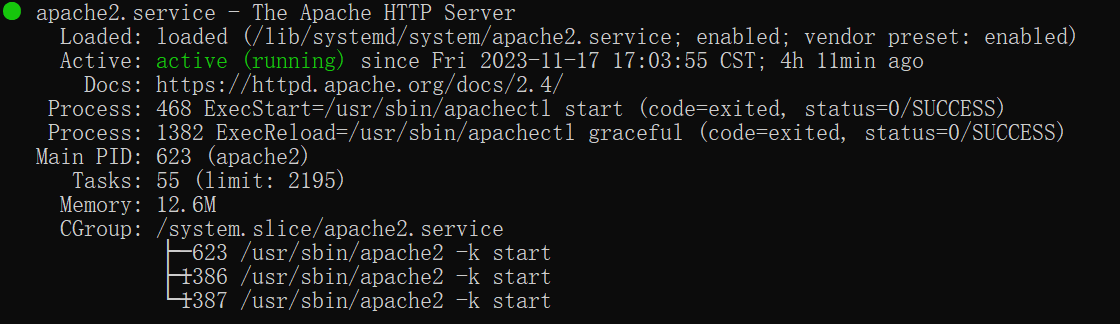 ● apache2.service - The Apache HTTP Server
Loaded: loaded (/lib/systemd/system/apache2.service; enabled; vendor preset: enabled)
Active: active (running) since Fri 2023-11-17 17:03:55 CST; 4h 11min ago
Docs: https://httpd.apache.org/docs/2.4/
Process: 468 ExecStart=/usr/sbin/apachectl start (code=exited, status=0/SUCCESS)
Process: 1382 ExecReload=/usr/sbin/apachectl graceful (code=exited, status=0/SUCCESS)
Main PID: 623 (apache2)
Tasks: 55 (limit: 2195)
Memory: 12.6M
CGroup: /system.slice/apache2.service
├─623 /usr/sbin/apache2 -k start
├─1386 /usr/sbin/apache2 -k start
└─1387 /usr/sbin/apache2 -k start